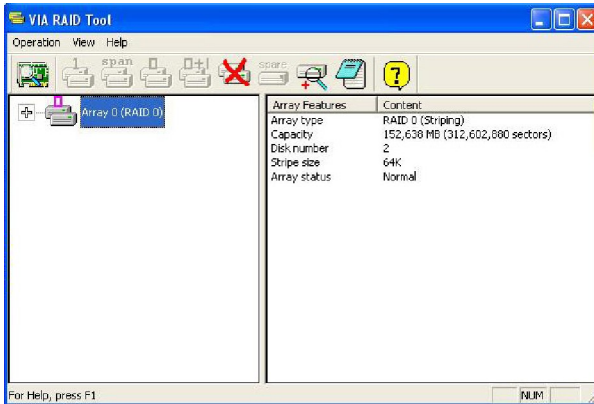 VIA RAID Tool
Operation View Help
1 span 0 0+1 spare
Array 0 (RAID 0)
Array Features Content
Array type RAID 0 (Striping)
Capacity 152,638 MB (312,602,880 sectors)
Disk number 2
Stripe size 64K
Array status Normal
For Help, press F1 NUM